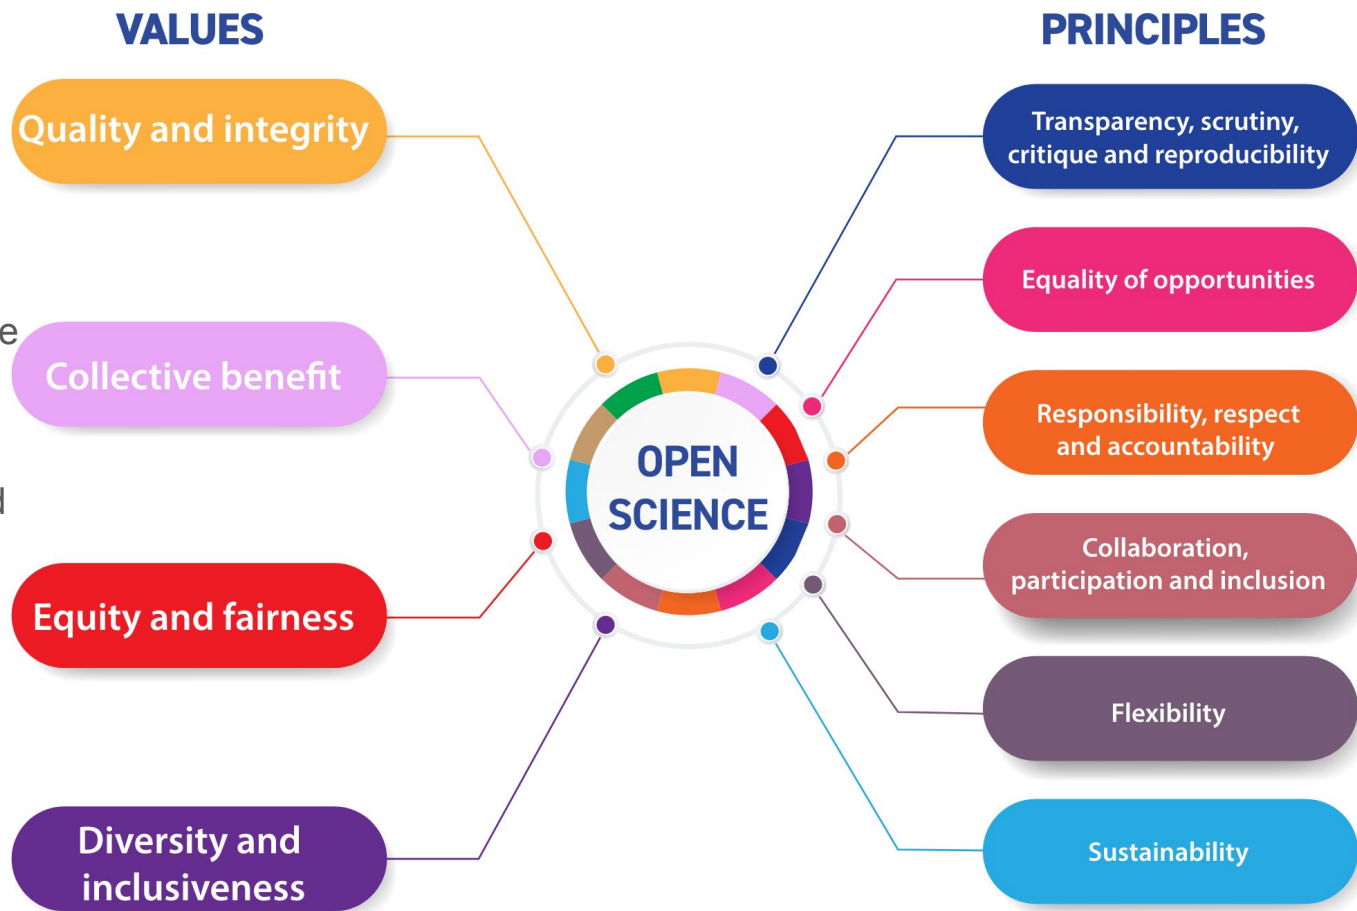 VALUES
Quality and integrity
e
Collective benefit
d
Equity and fairness
Diversity and
inclusiveness
OPEN
SCIENCE
PRINCIPLES
Transparency, scrutiny,
critique and reproducibility
Equality of opportunities
Responsibility, respect
and accountability
Collaboration,
participation and inclusion
Flexibility
Sustainability